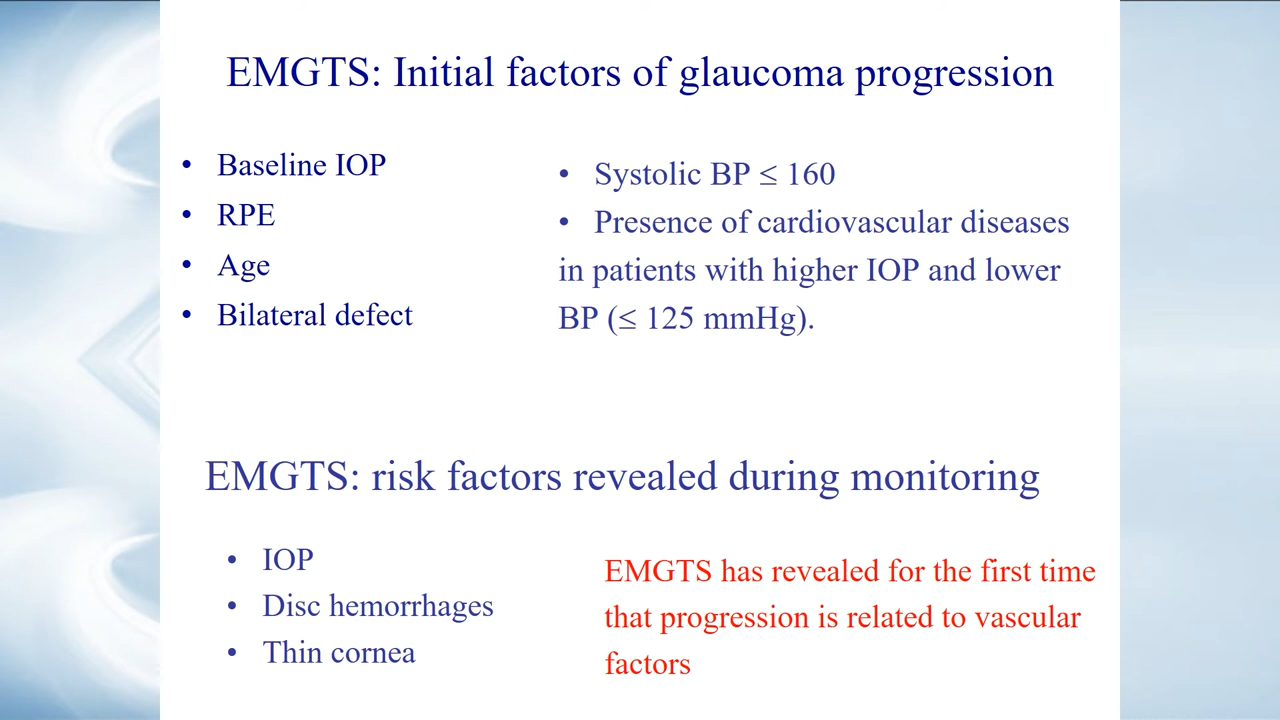 EMGTS: Initial factors of glaucoma progression
• Baseline IOP
• RPE
• Age
• Bilateral defect
• Systolic BP ≤ 160
• Presence of cardiovascular diseases
in patients with higher IOP and lower
BP (≤ 125 mmHg).
EMGTS: risk factors revealed during monitoring
• IOP
• Disc hemorrhages
• Thin cornea
EMGTS has revealed for the first time
that progression is related to vascular
factors